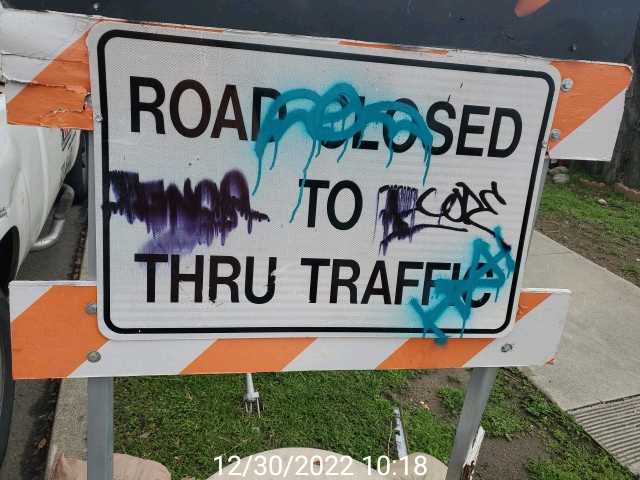 ROAD CLOSED
TO
THRU TRAFFIC
12/30/2022 10:18